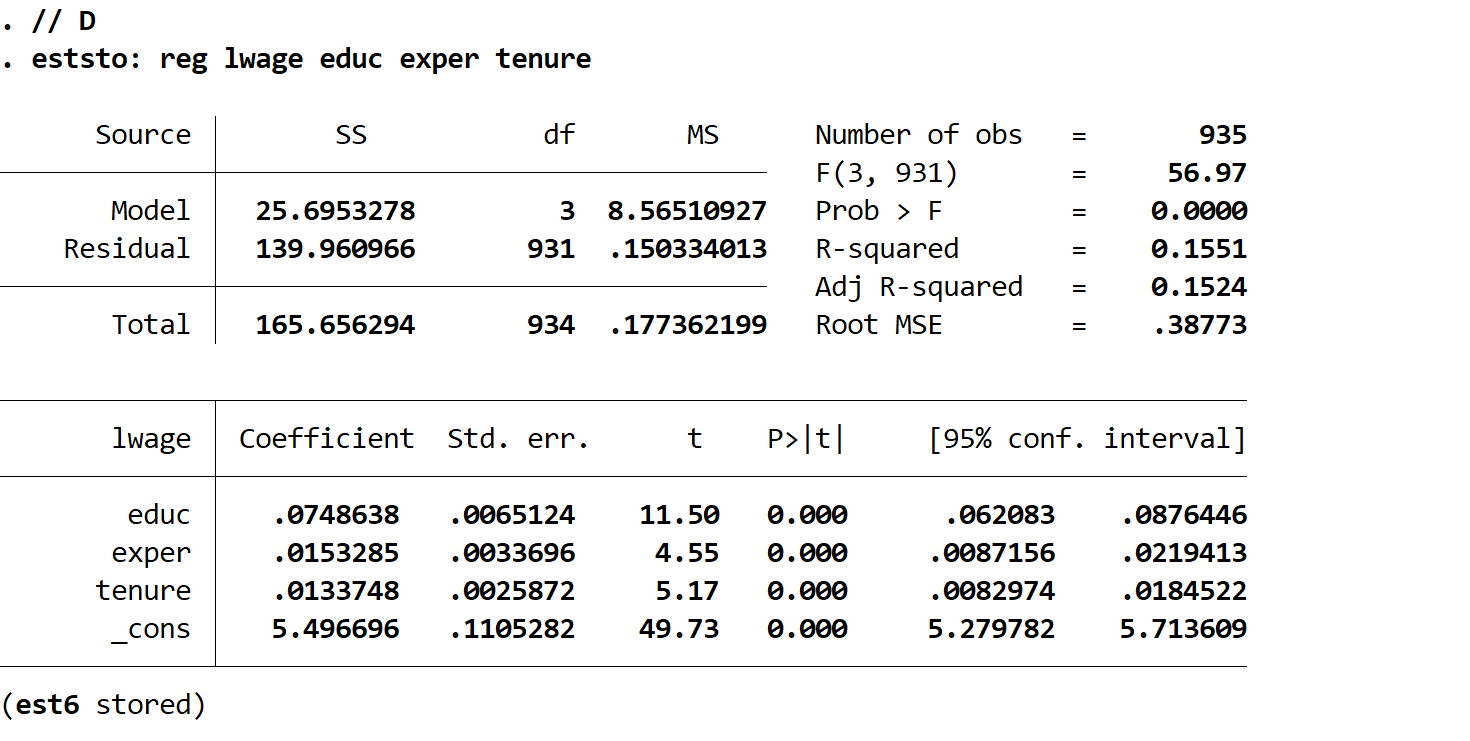 . // D
. eststo: reg lwage educ exper tenure
Source SS df MS Number of obs = 935
F(3, 931) = 56.97
Model 25.6953278 3 8.56510927 Prob > F = 0.0000
Residual 139.960966 931 .150334013 R-squared = 0.1551
Adj R-squared = 0.1524
Total 165.656294 934 .177362199 Root MSE = .38773
lwage Coefficient Std. err. t P>|t| [95% conf. interval]
educ .0748638 .0065124 11.50 0.000 .062083 .0876446
exper .0153285 .0033696 4.55 0.000 .0087156 .0219413
tenure .0133748 .0025872 5.17 0.000 .0082974 .0184522
_cons 5.496696 .1105282 49.73 0.000 5.279782 5.713609
(est6 stored)